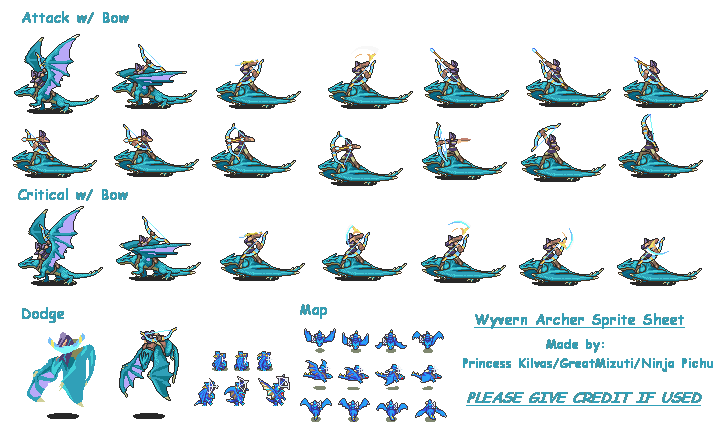 Attack w/ Bow
Critical w/ Bow
Dodge
Map
Wyvern Archer Sprite Sheet
Made by:
Princess Kilvas/GreatMizuti/Ninja Pichu
PLEASE GIVE CREDIT IF USED